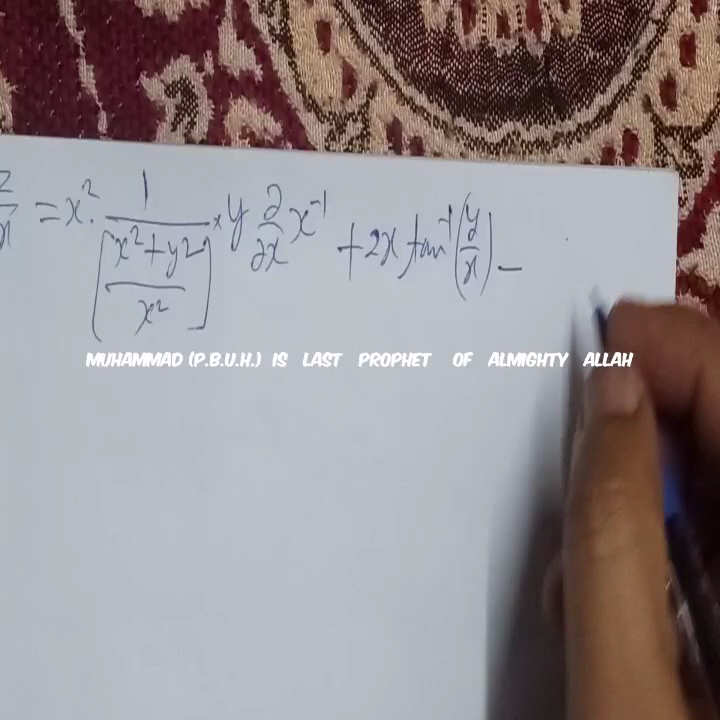 ∂z/∂x = x². 1/[(x²+y²)/x²] × y ∂/∂x x⁻¹ + 2x tan⁻¹(y/x) −
MUHAMMAD (P.B.U.H.) IS LAST PROPHET OF ALMIGHTY ALLAH